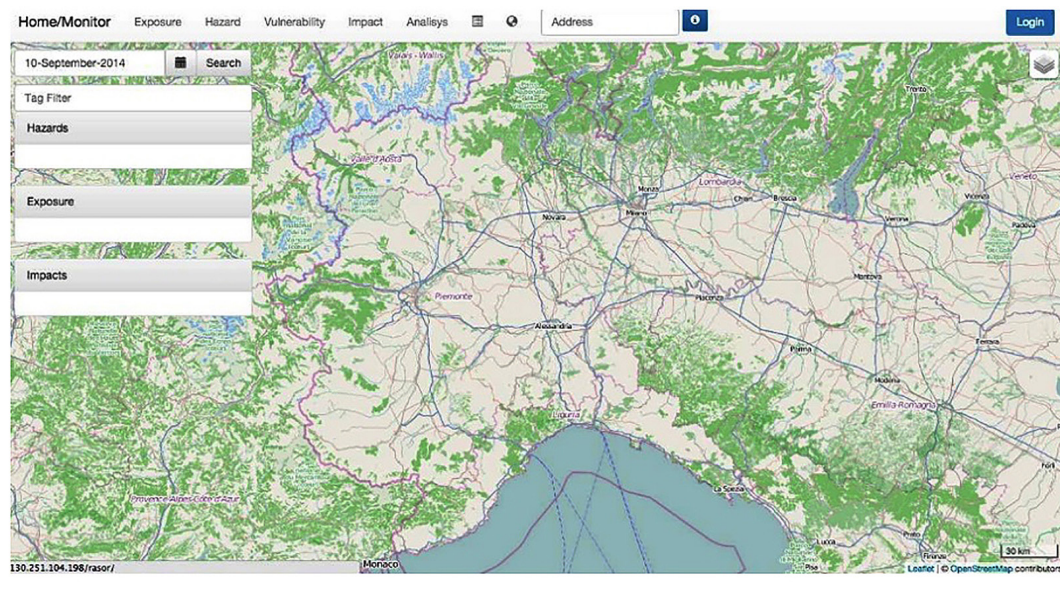 Home/Monitor Exposure Hazard Vulnerability Impact Analisys Address Login
10-September-2014 Search
Tag Filter
Hazards
Exposure
Impacts
Valais - Wallis
Trento
Valle d'Aosta
Lombardia
Veneto
Monza
Chiari
Brescia
Vicenza
Novara
Milano
Verona
Padova
Mantova
Piemonte
Piacenza
Alessandria
Ferrara
Parma
Modena
Liguria
Emilia-Romagna
Forlì
La Spezia
Provence-Alpes-Côte d'Azur
Prato
Lucca
Firenze
30 km
Pisa
Monaco
130.251.104.198/rasor/
Leaflet | © OpenStreetMap contributors